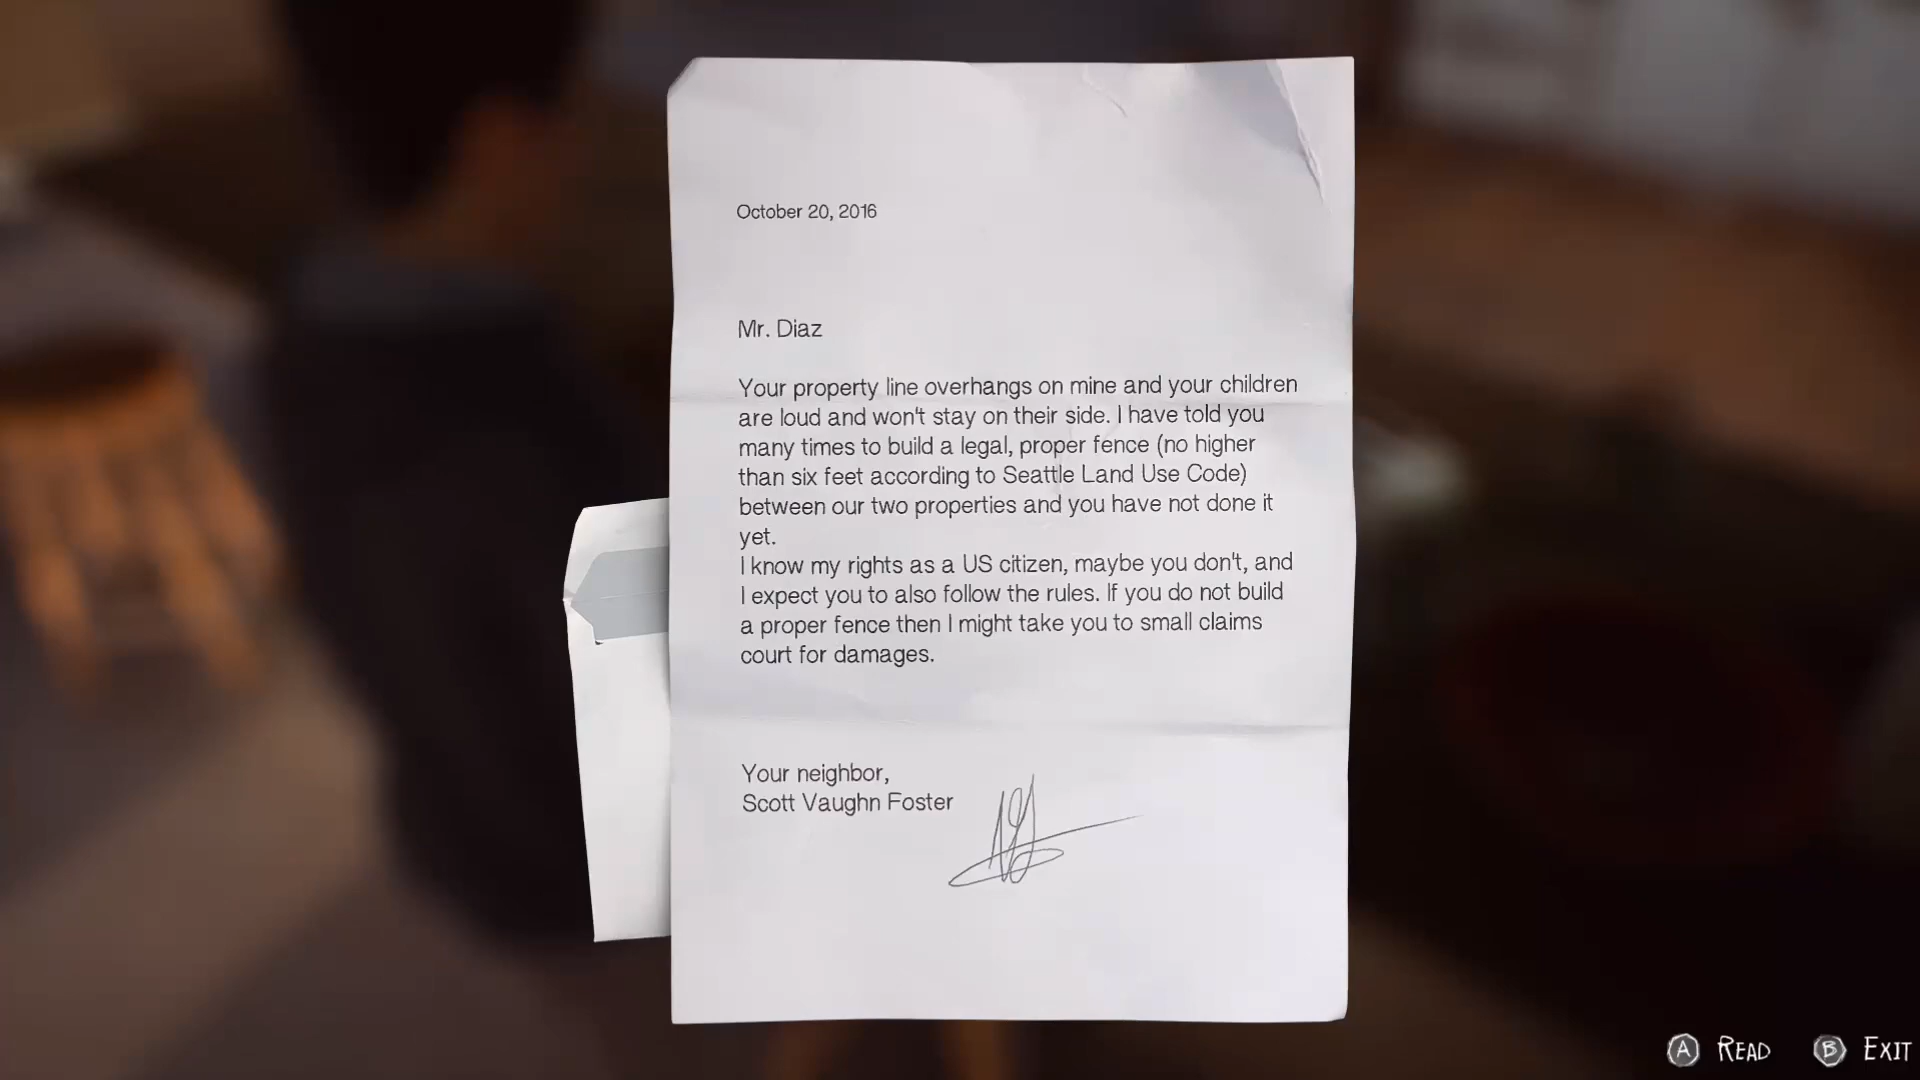 October 20, 2016
Mr. Diaz
Your property line overhangs on mine and your children
are loud and won't stay on their side. I have told you
many times to build a legal, proper fence (no higher
than six feet according to Seattle Land Use Code)
between our two properties and you have not done it
yet.
I know my rights as a US citizen, maybe you don't, and
I expect you to also follow the rules. If you do not build
a proper fence then I might take you to small claims
court for damages.
Your neighbor,
Scott Vaughn Foster
A READ B EXIT